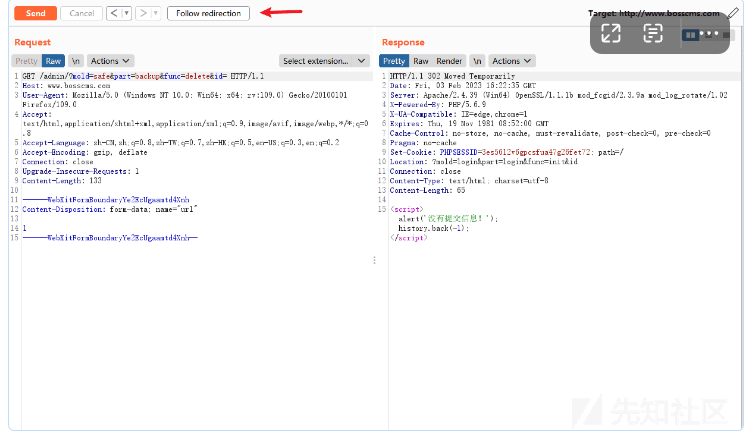 Send Cancel < > Follow redirection Target: http://www.bosscms.com
Request
Pretty Raw \n Actions Select extension...
1 GET /admin/?mold=safe&part=backup&func=delete&id= HTTP/1.1
2 Host: www.bosscms.com
3 User-Agent: Mozilla/5.0 (Windows NT 10.0; Win64; x64; rv:109.0) Gecko/20100101
Firefox/109.0
4 Accept:
text/html,application/xhtml+xml,application/xml;q=0.9,image/avif,image/webp,*/*;q=0
.8
5 Accept-Language: zh-CN,zh;q=0.8,zh-TW;q=0.7,zh-HK;q=0.5,en-US;q=0.3,en;q=0.2
6 Accept-Encoding: gzip, deflate
7 Connection: close
8 Upgrade-Insecure-Requests: 1
9 Content-Length: 133
10
11 ------WebKitFormBoundaryYe2EcUgaamtd4Xnh
12 Content-Disposition: form-data; name="url"
13
14 1
15 ------WebKitFormBoundaryYe2EcUgaamtd4Xnh--
Response
Pretty Raw Render \n Actions
1 HTTP/1.1 302 Moved Temporarily
2 Date: Fri, 03 Feb 2023 16:22:35 GMT
3 Server: Apache/2.4.39 (Win64) OpenSSL/1.1.1b mod_fcgid/2.3.9a mod_log_rotate/1.02
4 X-Powered-By: PHP/5.6.9
5 X-UA-Compatible: IE=edge,chrome=1
6 Expires: Thu, 19 Nov 1981 08:52:00 GMT
7 Cache-Control: no-store, no-cache, must-revalidate, post-check=0, pre-check=0
8 Pragma: no-cache
9 Set-Cookie: PHPSESSID=3es5612v6gpcsfua47g26fet72; path=/
10 Location: ?mold=login&part=login&func=init&id
11 Connection: close
12 Content-Type: text/html; charset=utf-8
13 Content-Length: 65
14
15 <script>
alert('没有提交信息！');
history.back(-1);
</script>
先知社区